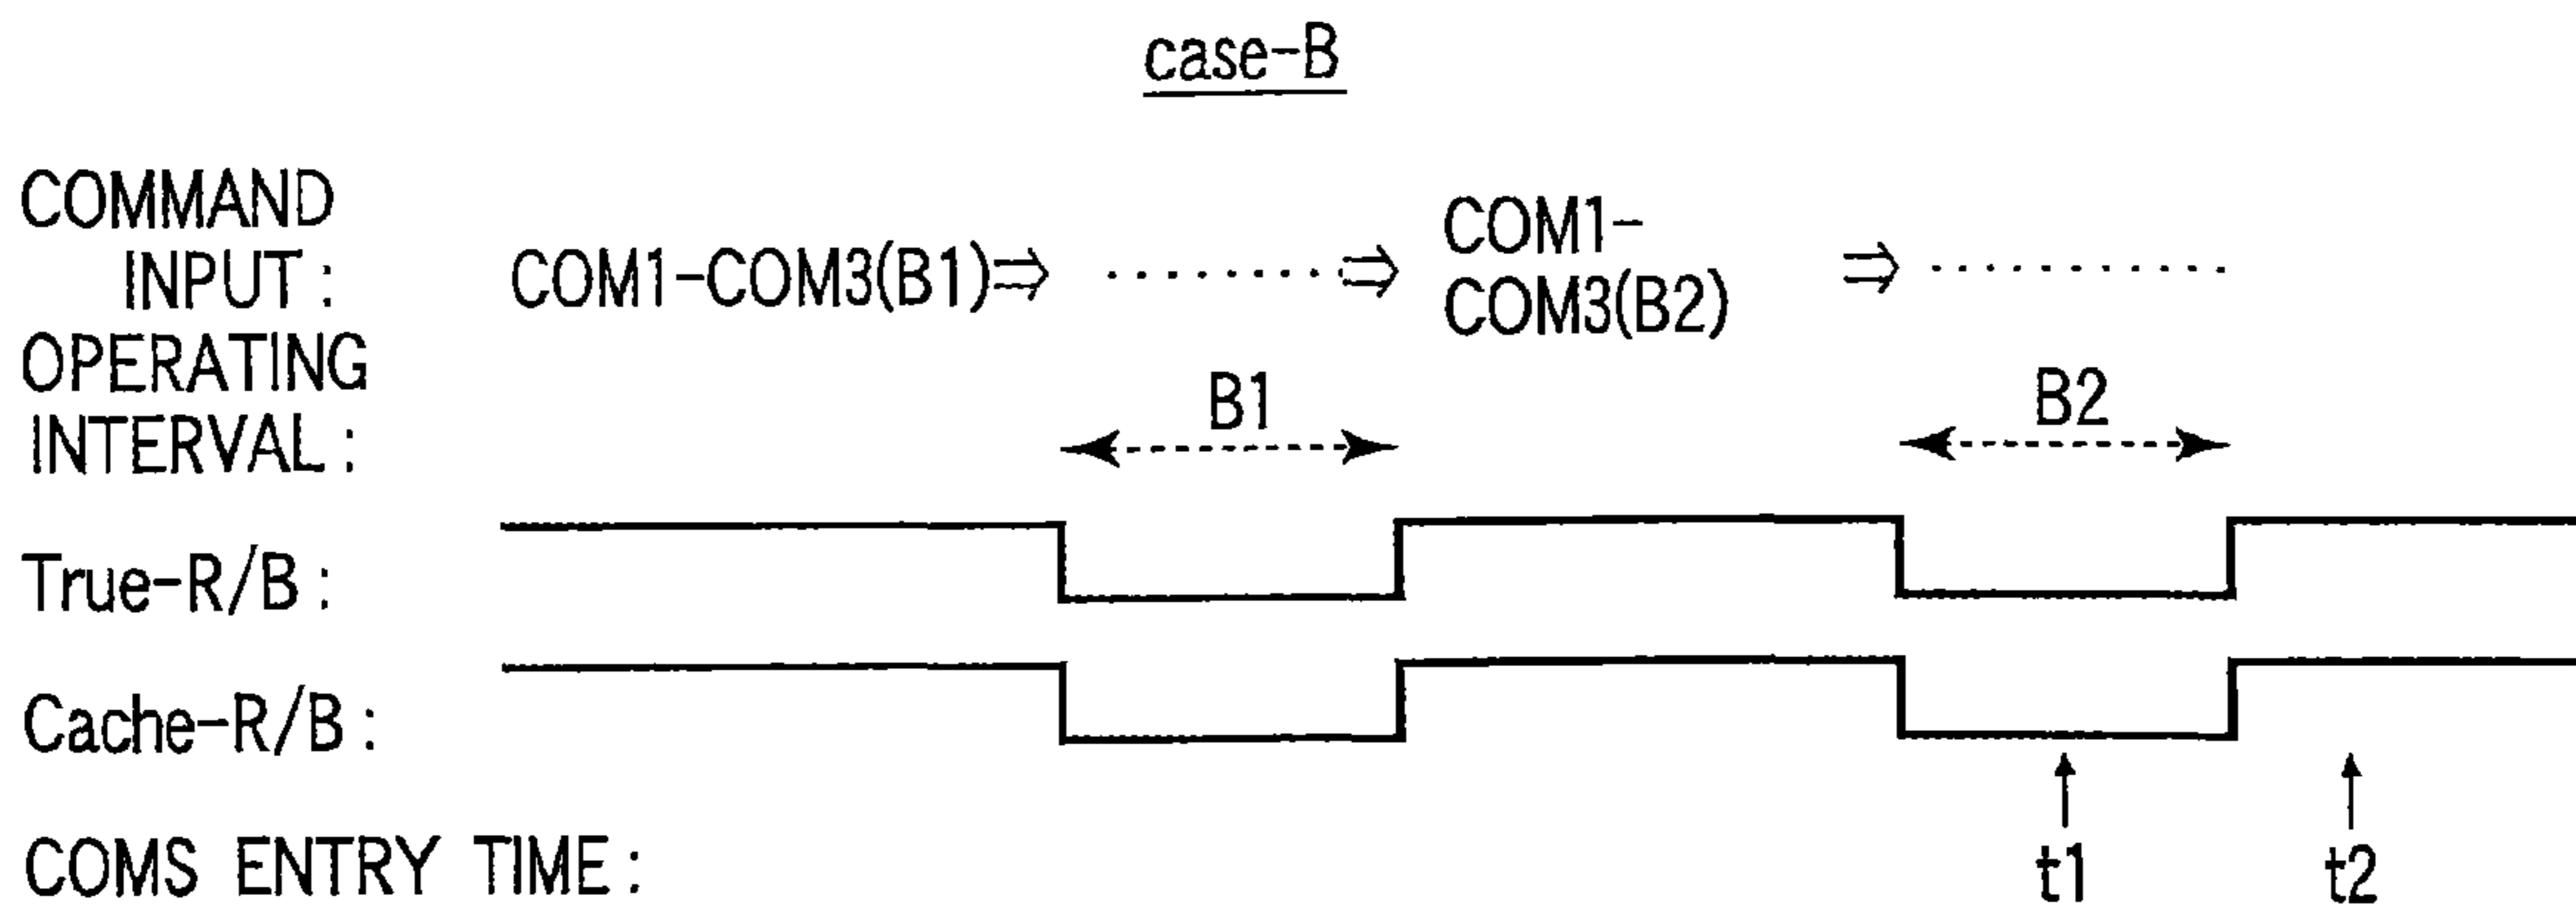 case-B
COMMAND
INPUT :
COM1-COM3(B1)⇒ ········⇒ COM1-
COM3(B2) ⇒ ·········
OPERATING
INTERVAL :
B1 B2
True-R/B :
Cache-R/B :
COMS ENTRY TIME : t1 t2